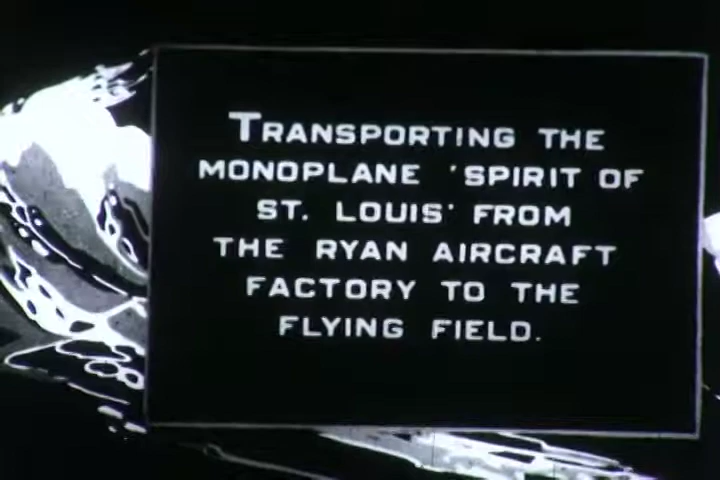 TRANSPORTING THE
MONOPLANE 'SPIRIT OF
ST. LOUIS' FROM
THE RYAN AIRCRAFT
FACTORY TO THE
FLYING FIELD.